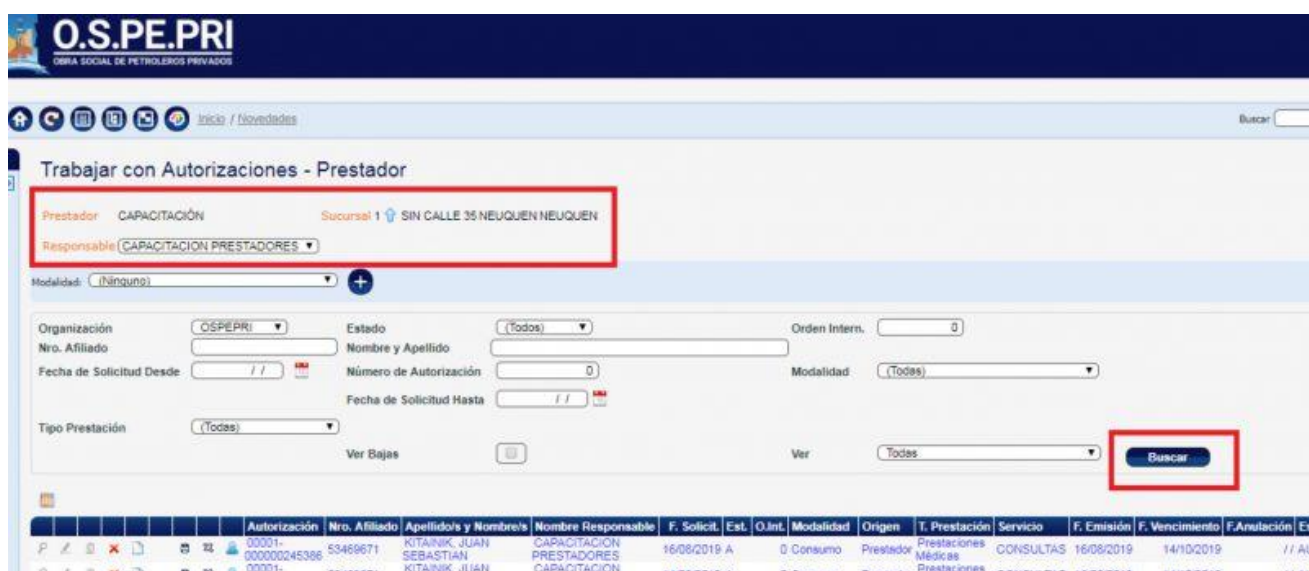 O.S.PE.PRI
OBRA SOCIAL DE PETROLEROS PRIVADOS
Inicio / Novedades
Buscar
Trabajar con Autorizaciones - Prestador
Prestador CAPACITACIÓN Sucursal 1 SIN CALLE 35 NEUQUEN NEUQUEN
Responsable CAPACITACION PRESTADORES
Modalidad: (Ninguno)
Organización OSPEPRI Estado (Todos) Orden Intern. 0
Nro. Afiliado Nombre y Apellido
Fecha de Solicitud Desde / / Número de Autorización 0 Modalidad (Todas)
Fecha de Solicitud Hasta / /
Tipo Prestación (Todas)
Ver Bajas Ver Todas Buscar
Autorización Nro. Afiliado Apellido/s y Nombre/s Nombre Responsable F. Solicit. Est. O.Int. Modalidad Origen T. Prestación Servicio F. Emisión F. Vencimiento F.Anulación
00001-000000245386 53469671 KITAINIK, JUAN SEBASTIAN CAPACITACION PRESTADORES 16/08/2019 A 0 Consumo Prestador Prestaciones Médicas CONSULTAS 16/08/2019 14/10/2019 / /
00001- KITAINIK, JUAN CAPACITACION Prestaciones